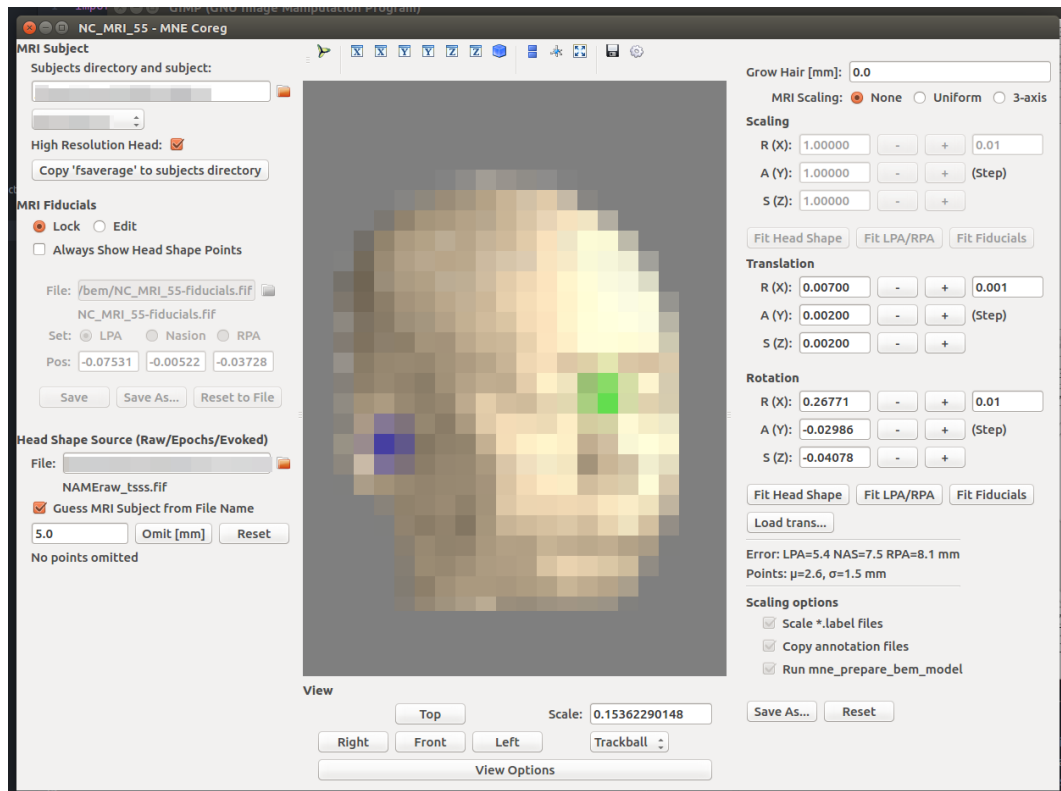 GIMP (GNU Image Manipulation Program)
NC_MRI_55 - MNE Coreg
MRI Subject
Subjects directory and subject:
High Resolution Head:
Copy 'fsaverage' to subjects directory
MRI Fiducials
Lock Edit
Always Show Head Shape Points
File: /bem/NC_MRI_55-fiducials.fif
NC_MRI_55-fiducials.fif
Set: LPA Nasion RPA
Pos: -0.07531 -0.00522 -0.03728
Save Save As... Reset to File
Head Shape Source (Raw/Epochs/Evoked)
File:
NAMEraw_tsss.fif
Guess MRI Subject from File Name
5.0 Omit [mm] Reset
No points omitted
X X Y Y Z Z
View
Top Scale: 0.15362290148
Right Front Left Trackball
View Options
Grow Hair [mm]: 0.0
MRI Scaling: None Uniform 3-axis
Scaling
R (X): 1.00000 - + 0.01
A (Y): 1.00000 - + (Step)
S (Z): 1.00000 - +
Fit Head Shape Fit LPA/RPA Fit Fiducials
Translation
R (X): 0.00700 - + 0.001
A (Y): 0.00200 - + (Step)
S (Z): 0.00200 - +
Rotation
R (X): 0.26771 - + 0.01
A (Y): -0.02986 - + (Step)
S (Z): -0.04078 - +
Fit Head Shape Fit LPA/RPA Fit Fiducials
Load trans...
Error: LPA=5.4 NAS=7.5 RPA=8.1 mm
Points: μ=2.6, σ=1.5 mm
Scaling options
Scale *.label files
Copy annotation files
Run mne_prepare_bem_model
Save As... Reset